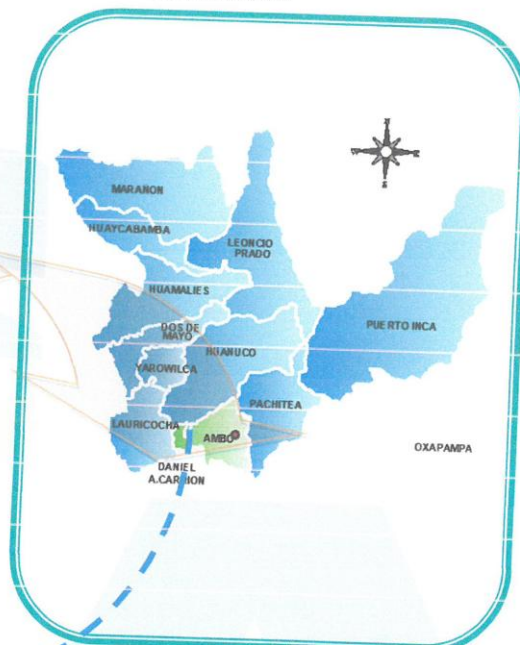 MARAÑON
HUAYCABAMBA
LEONCIO
PRADO
HUAMALIES
DOS DE
MAYO
HUANUCO
PUERTO INCA
YAROWILCA
PACHITEA
LAURICOCHA
AMBO
OXAPAMPA
DANIEL
A.CARRION